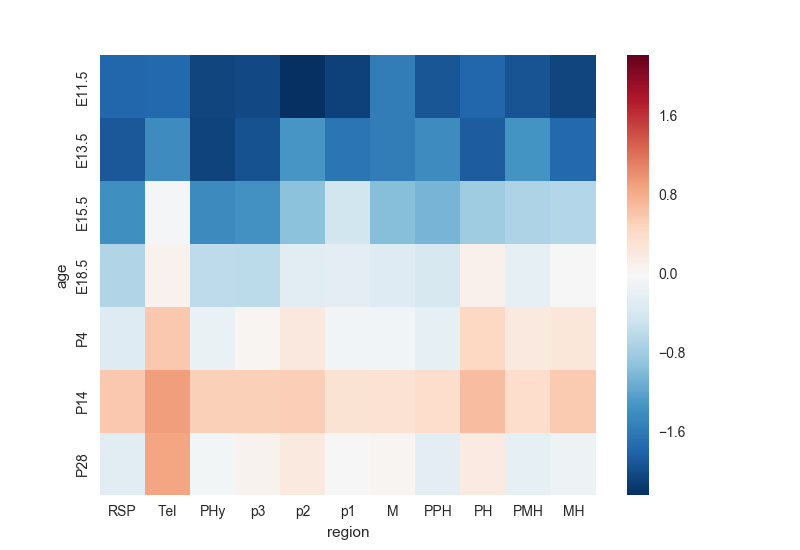 age
E11.5
E13.5
E15.5
E18.5
P4
P14
P28
RSP Tel PHy p3 p2 p1 M PPH PH PMH MH
region
1.6
0.8
0.0
−0.8
−1.6